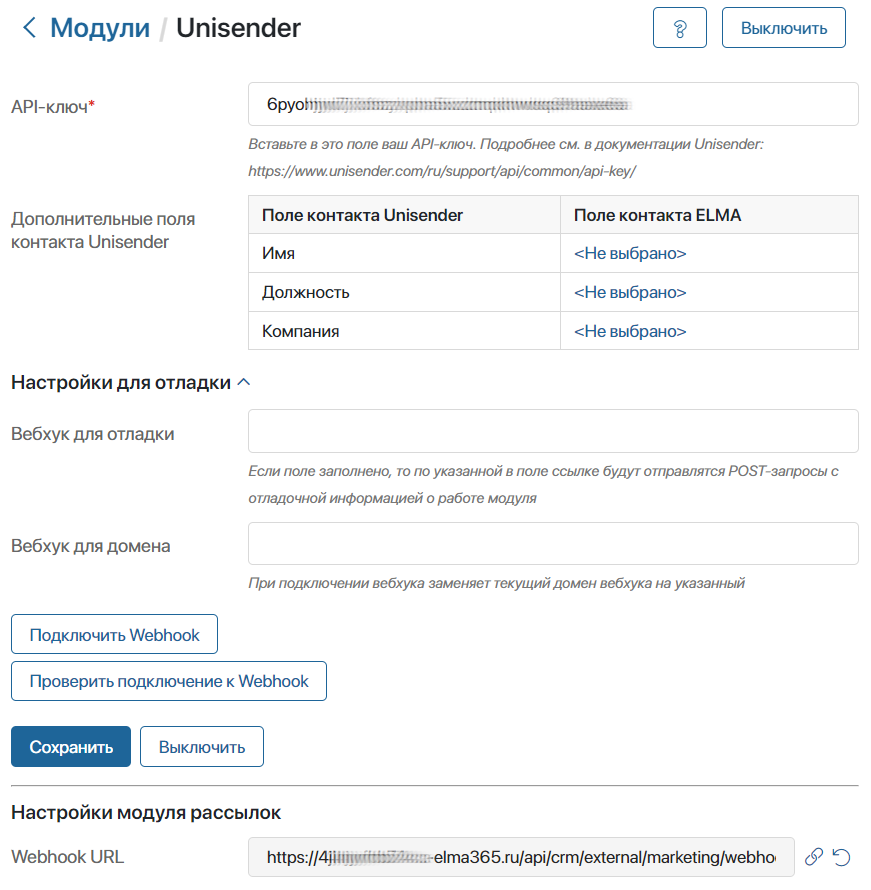 Модули / Unisender
?
Выключить
API-ключ*
Вставьте в это поле ваш API-ключ. Подробнее см. в документации Unisender:
https://www.unisender.com/ru/support/api/common/api-key/
Дополнительные поля
контакта Unisender
Поле контакта Unisender
Поле контакта ELMA
Имя
<Не выбрано>
Должность
<Не выбрано>
Компания
<Не выбрано>
Настройки для отладки
Вебхук для отладки
Если поле заполнено, то по указанной в поле ссылке будут отправлятся POST-запросы с
отладочной информацией о работе модуля
Вебхук для домена
При подключении вебхука заменяет текущий домен вебхука на указанный
Подключить Webhook
Проверить подключение к Webhook
Сохранить
Выключить
Настройки модуля рассылок
Webhook URL
https://4 -elma365.ru/api/crm/external/marketing/webho